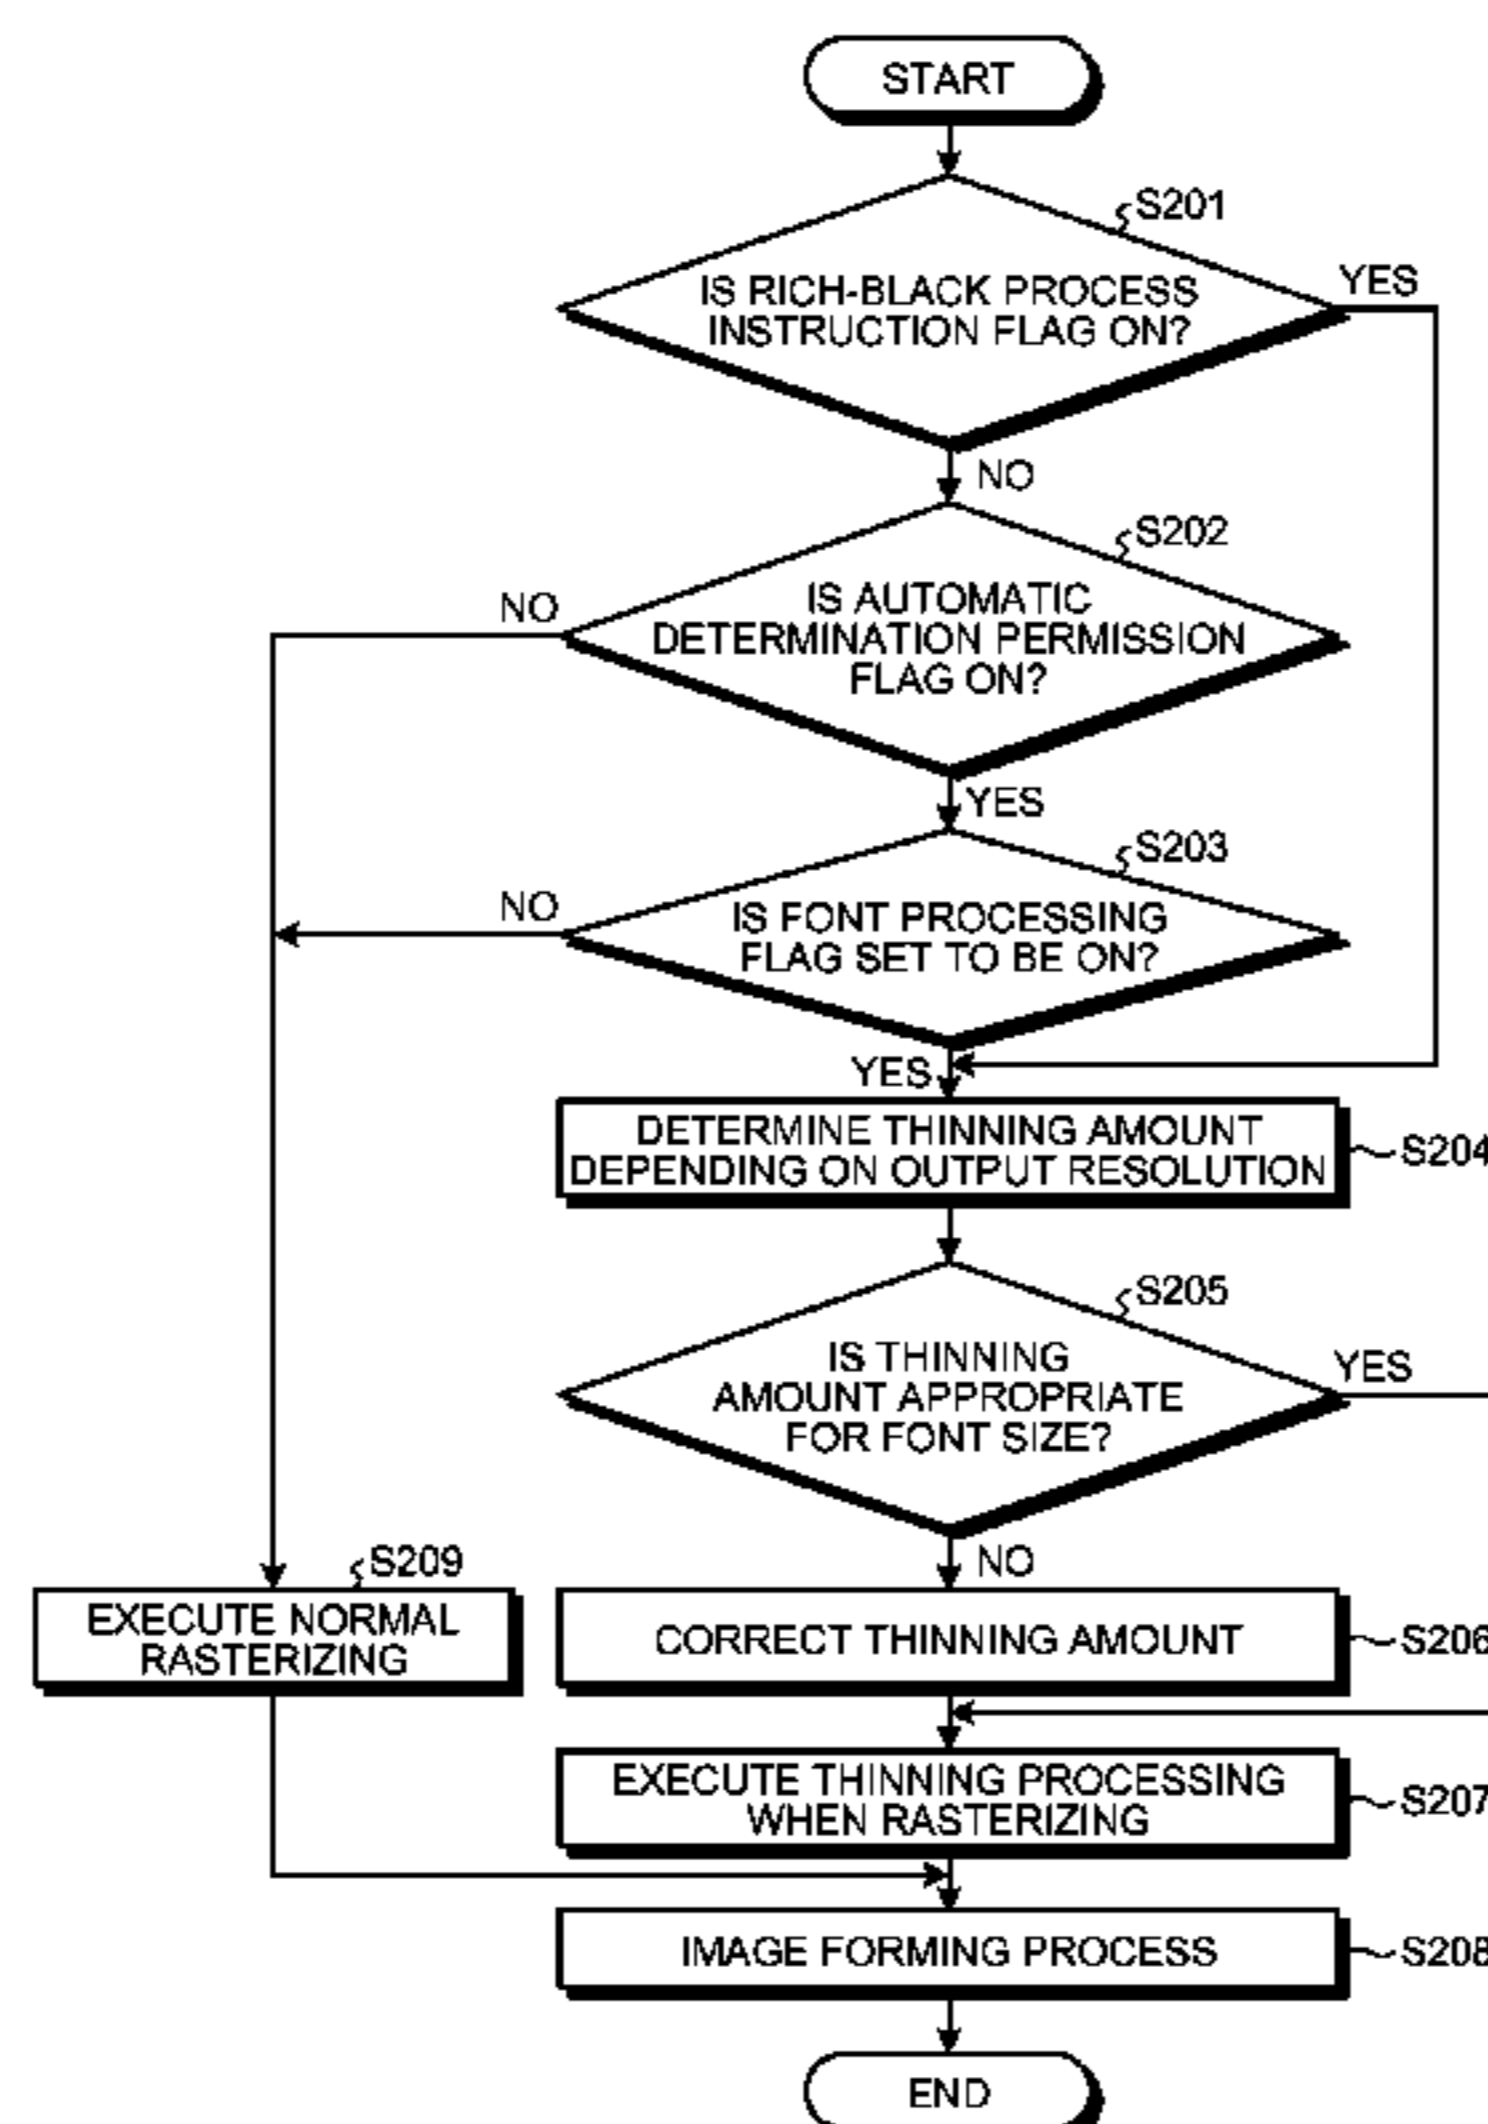 START
S201
IS RICH-BLACK PROCESS
INSTRUCTION FLAG ON?
YES
NO
S202
IS AUTOMATIC
DETERMINATION PERMISSION
FLAG ON?
NO
YES
S203
IS FONT PROCESSING
FLAG SET TO BE ON?
NO
YES
DETERMINE THINNING AMOUNT
DEPENDING ON OUTPUT RESOLUTION
S204
S205
IS THINNING
AMOUNT APPROPRIATE
FOR FONT SIZE?
YES
NO
S209
EXECUTE NORMAL
RASTERIZING
CORRECT THINNING AMOUNT
S206
EXECUTE THINNING PROCESSING
WHEN RASTERIZING
S207
IMAGE FORMING PROCESS
S208
END